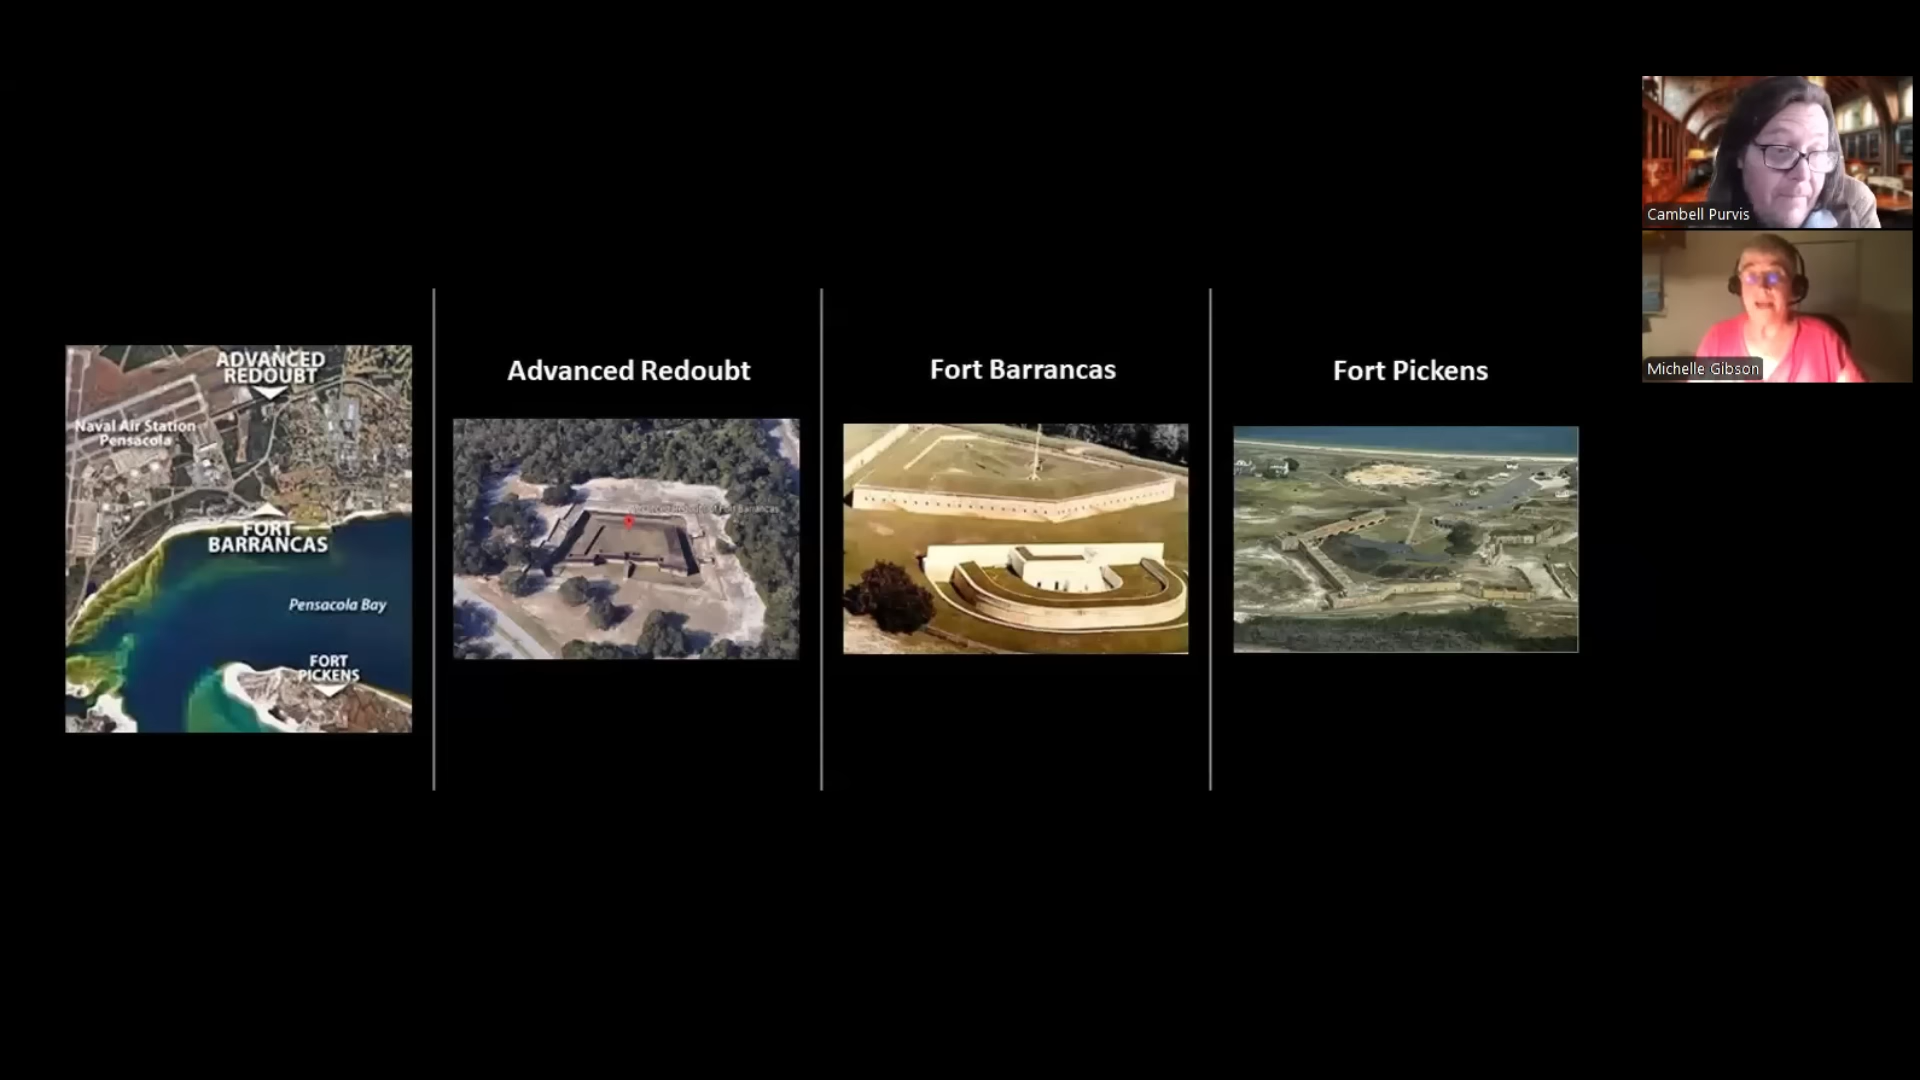 ADVANCED
REDOUBT
Naval Air Station
Pensacola
FORT
BARRANCAS
Pensacola Bay
FORT
PICKENS
Advanced Redoubt
Fort Barrancas
Fort Pickens
Cambell Purvis
Michelle Gibson